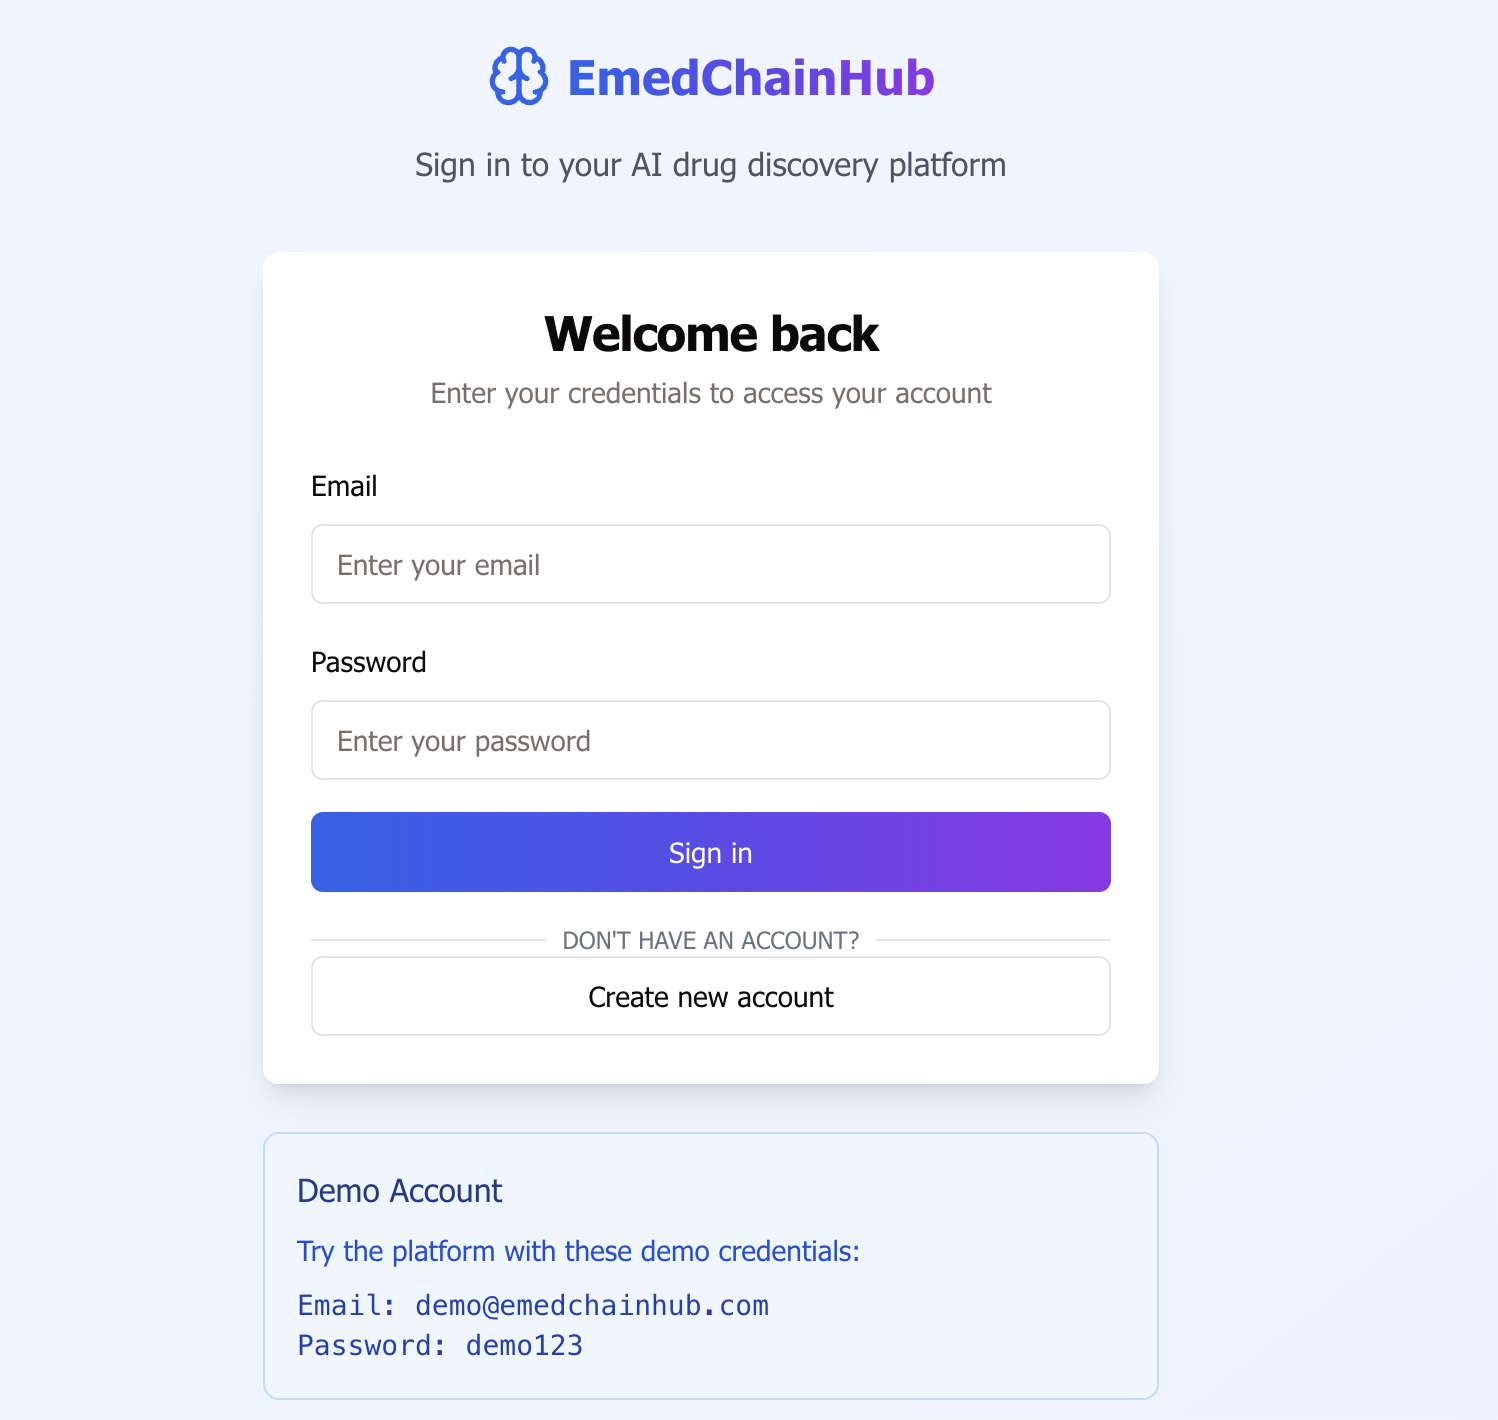 EmedChainHub
Sign in to your AI drug discovery platform
Welcome back
Enter your credentials to access your account
Email
Enter your email
Password
Enter your password
Sign in
DON'T HAVE AN ACCOUNT?
Create new account
Demo Account
Try the platform with these demo credentials:
Email: demo@emedchainhub.com
Password: demo123